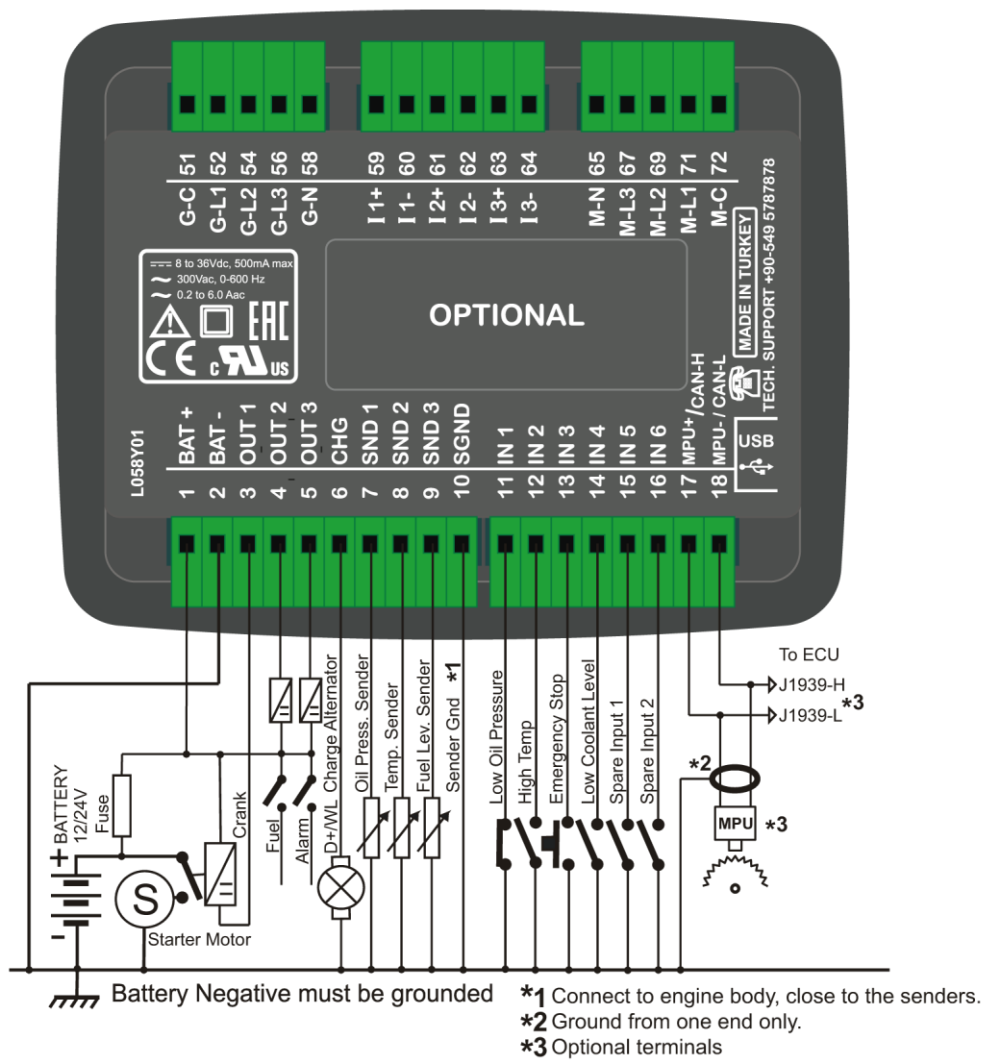 G-C 51
G-L1 52
G-L2 54
G-L3 56
G-N 58
I1+ 59
I1- 60
I2+ 61
I2- 62
I3+ 63
I3- 64
M-N 65
M-L3 67
M-L2 69
M-L1 71
M-C 72
8 to 36Vdc, 500mA max
300Vac, 0-600 Hz
0.2 to 6.0 Aac
EAC
CE
C RU US
OPTIONAL
MADE IN TURKEY
TECH. SUPPORT +90-549 5787878
USB
L058Y01
1 BAT +
2 BAT -
3 OUT 1
4 OUT 2
5 OUT 3
6 CHG
7 SND 1
8 SND 2
9 SND 3
10 SGND
11 IN 1
12 IN 2
13 IN 3
14 IN 4
15 IN 5
16 IN 6
17 MPU+/CAN-H
18 MPU- / CAN-L
BATTERY
12/24V
+
-
Fuse
S
Starter Motor
Crank
Fuel
Alarm
D+/WL Charge Alternator
Oil Press. Sender
Temp. Sender
Fuel Lev. Sender
Sender Gnd *1
Low Oil Pressure
High Temp
Emergency Stop
Low Coolant Level
Spare Input 1
Spare Input 2
To ECU
J1939-H
J1939-L *3
*2
MPU *3
Battery Negative must be grounded
*1 Connect to engine body, close to the senders.
*2 Ground from one end only.
*3 Optional terminals